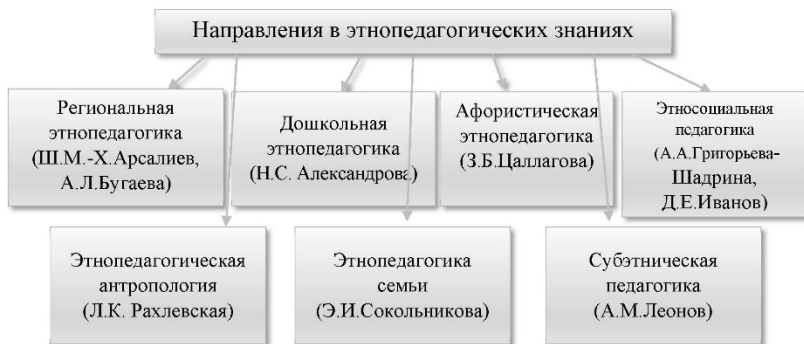 Направления в этнопедагогических знаниях
Региональная
этнопедагогика
(Ш.М.-Х.Арсалиев,
А.Л.Бугаева)
Дошкольная
этнопедагогика
(Н.С. Александрова)
Афористическая
этнопедагогика
(З.Б.Цаллагова)
Этносоциальная
педагогика
(А.А.Григорьева-
Шадрина,
Д.Е.Иванов)
Этнопедагогическая
антропология
(Л.К. Рахлевская)
Этнопедагогика
семьи
(Э.И.Сокольникова)
Субэтническая
педагогика
(А.М.Леонов)